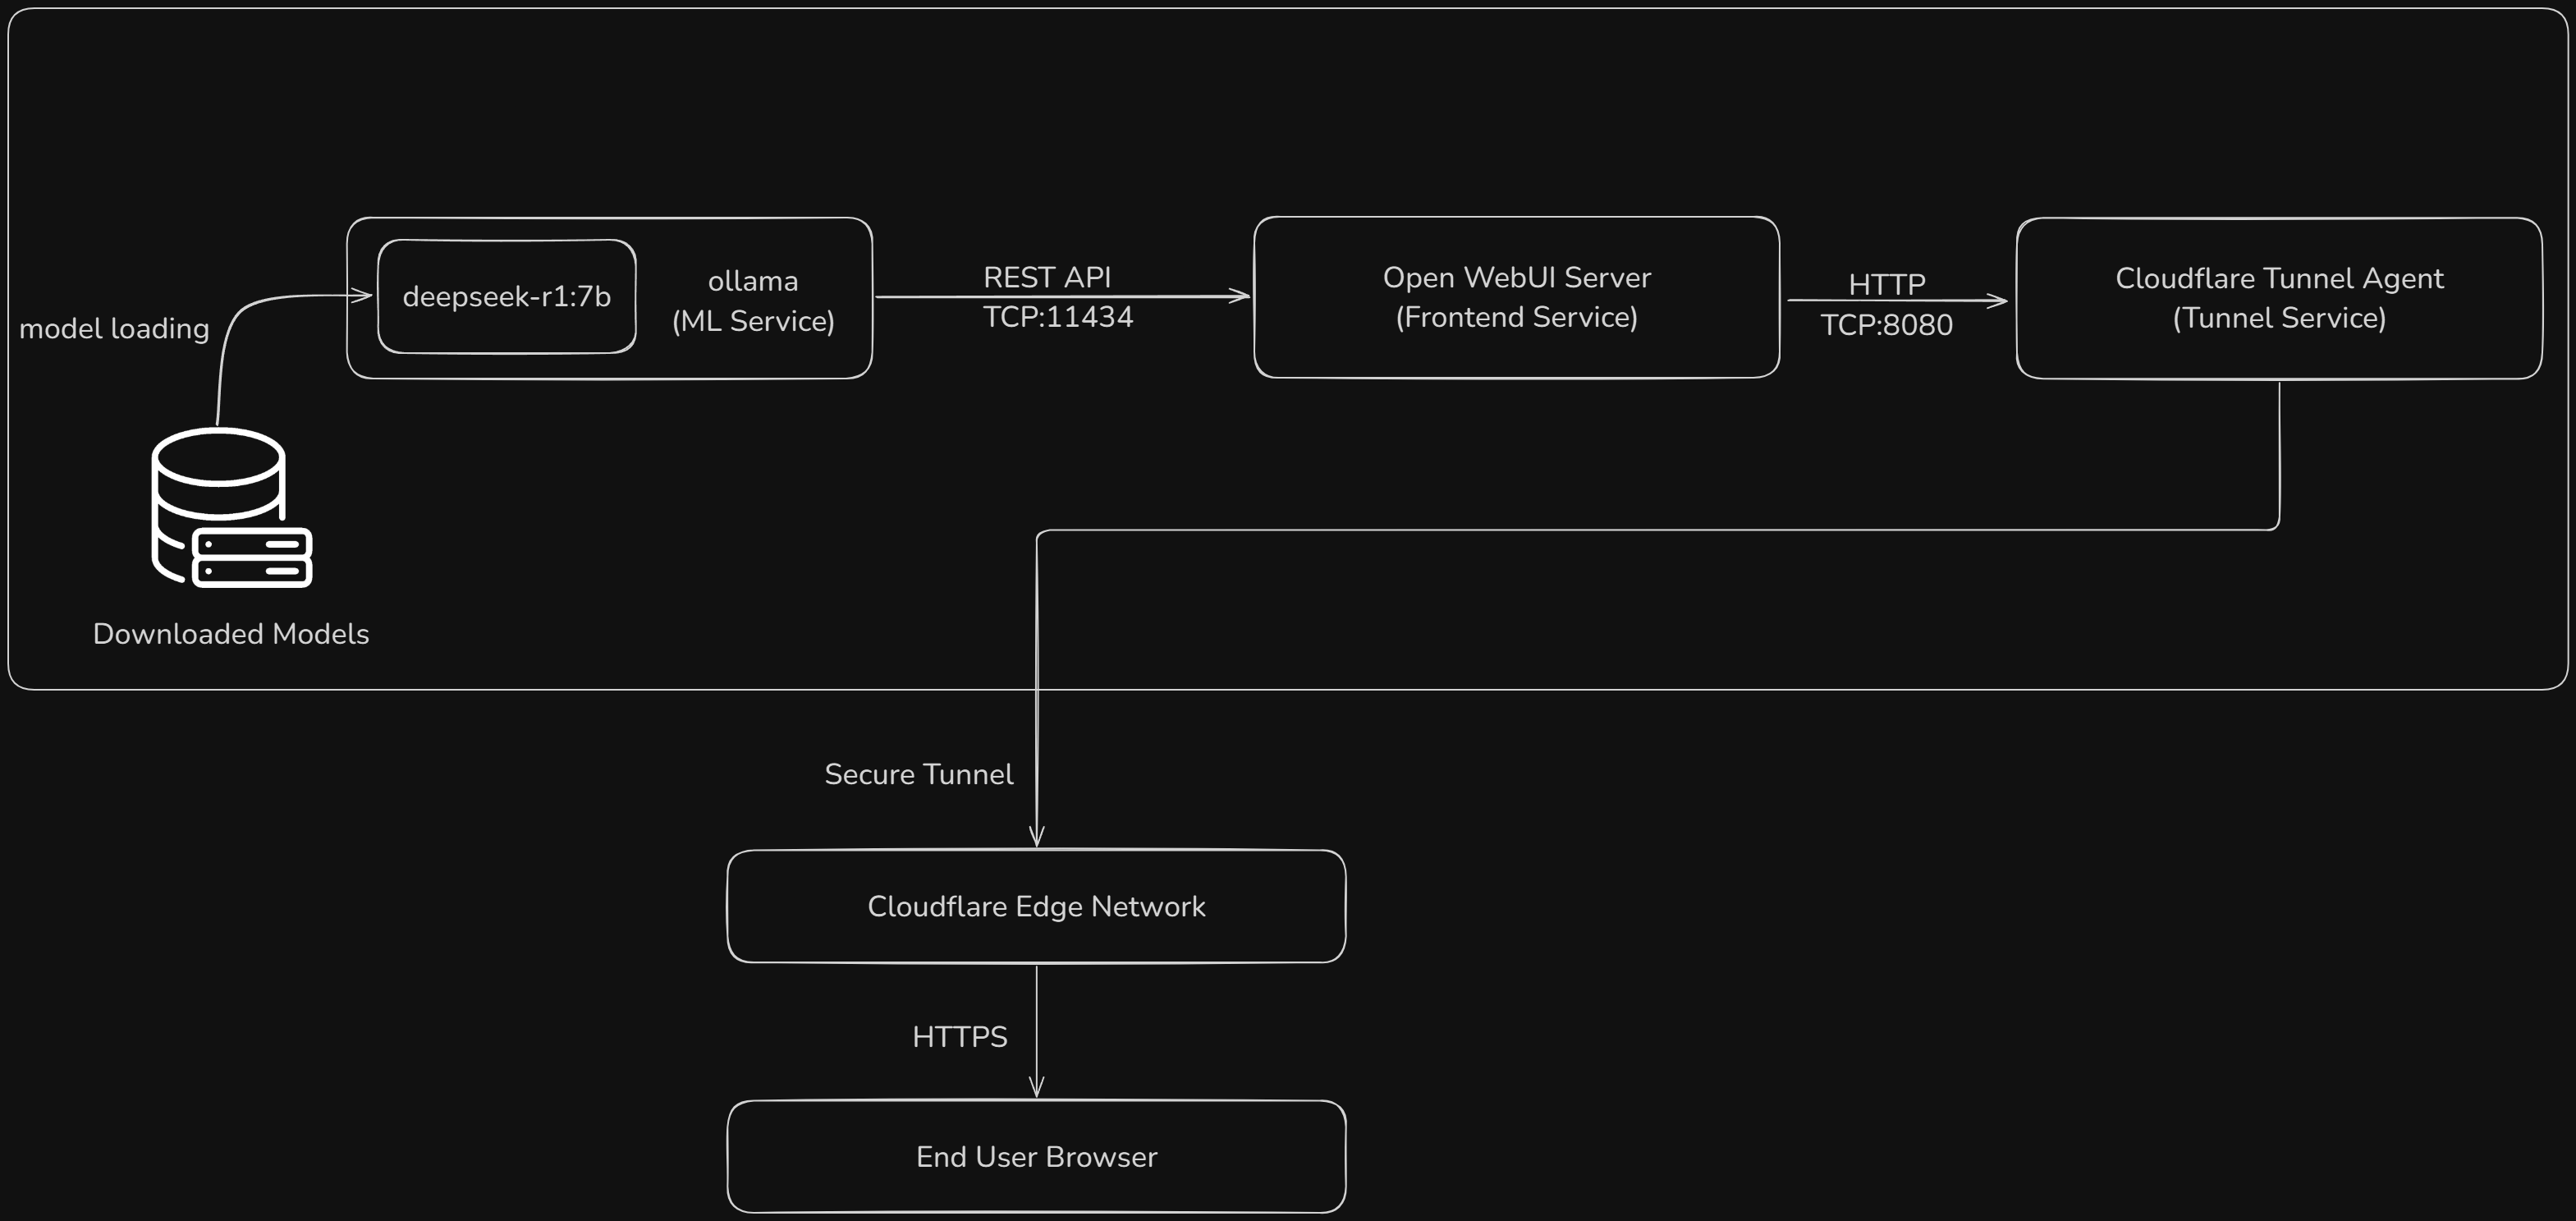 model loading
deepseek-r1:7b
ollama
(ML Service)
REST API
TCP:11434
Open WebUI Server
(Frontend Service)
HTTP
TCP:8080
Cloudflare Tunnel Agent
(Tunnel Service)
Downloaded Models
Secure Tunnel
Cloudflare Edge Network
HTTPS
End User Browser